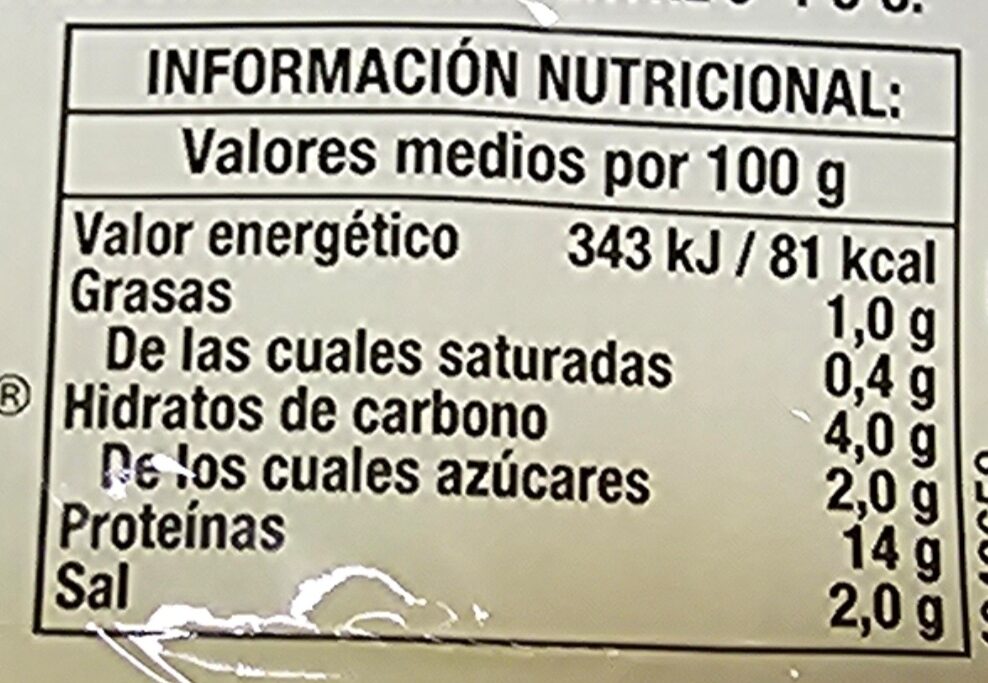 INFORMACIÓN NUTRICIONAL:
Valores medios por 100 g
Valor energético 343 kJ / 81 kcal
Grasas 1,0 g
De las cuales saturadas 0,4 g
® Hidratos de carbono 4,0 g
De los cuales azúcares 2,0 g
Proteínas 14 g
Sal 2,0 g